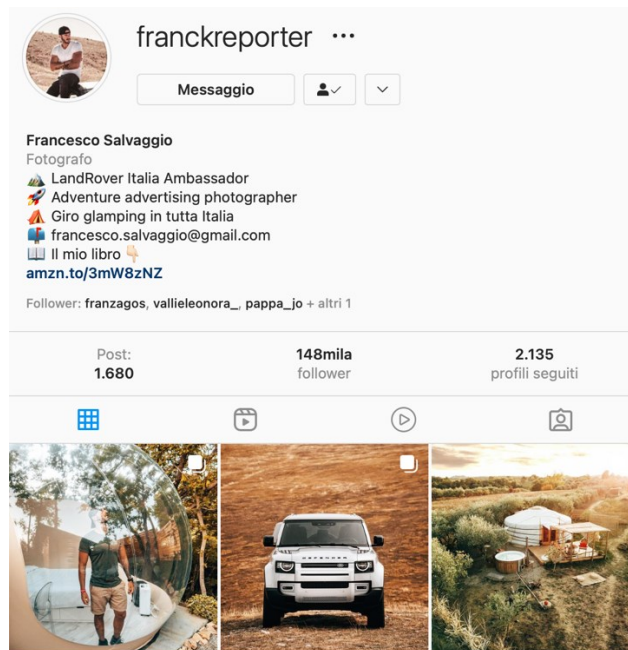 franckreporter
Messaggio
Francesco Salvaggio
Fotografo
LandRover Italia Ambassador
Adventure advertising photographer
Giro glamping in tutta Italia
francesco.salvaggio@gmail.com
Il mio libro
amzn.to/3mW8zNZ
Follower: franzagos, vallieleonora_, pappa_jo + altri 1
Post: 148mila 2.135
1.680 follower profili seguiti
DEFENDER